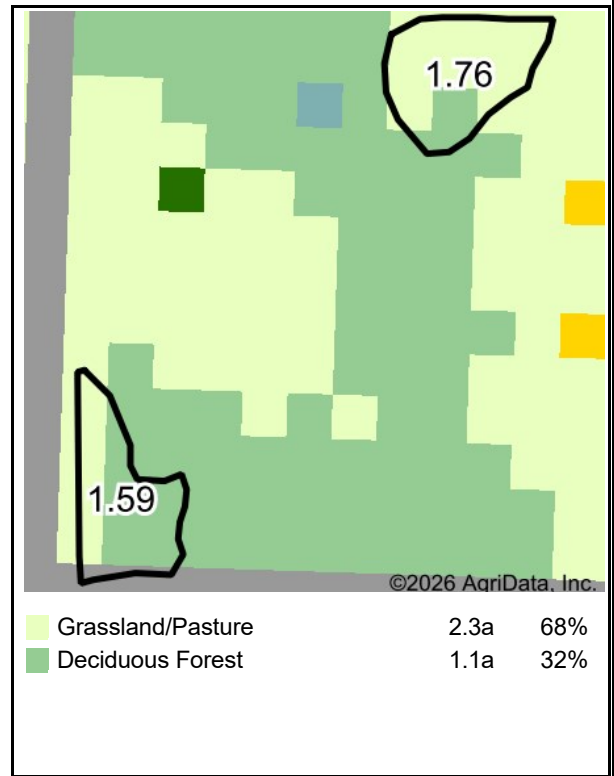 1.76
1.59
©2026 AgriData, Inc.
Grassland/Pasture 2.3a 68%
Deciduous Forest 1.1a 32%